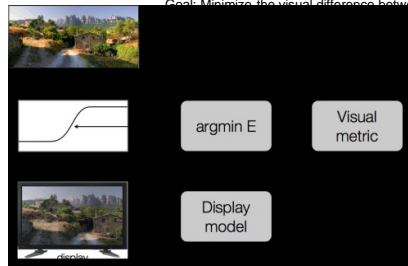 Goal: Minimize the visual difference betw
argmin E
Visual
metric
Display
model
display